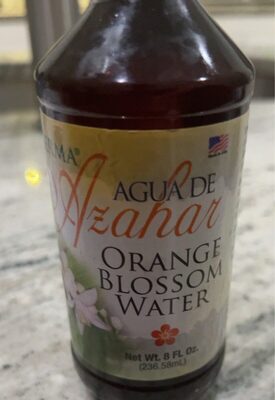 AGUA DE
Azahar
ORANGE
BLOSSOM
WATER
Net Wt. 8 FL Oz.
(236.58mL)